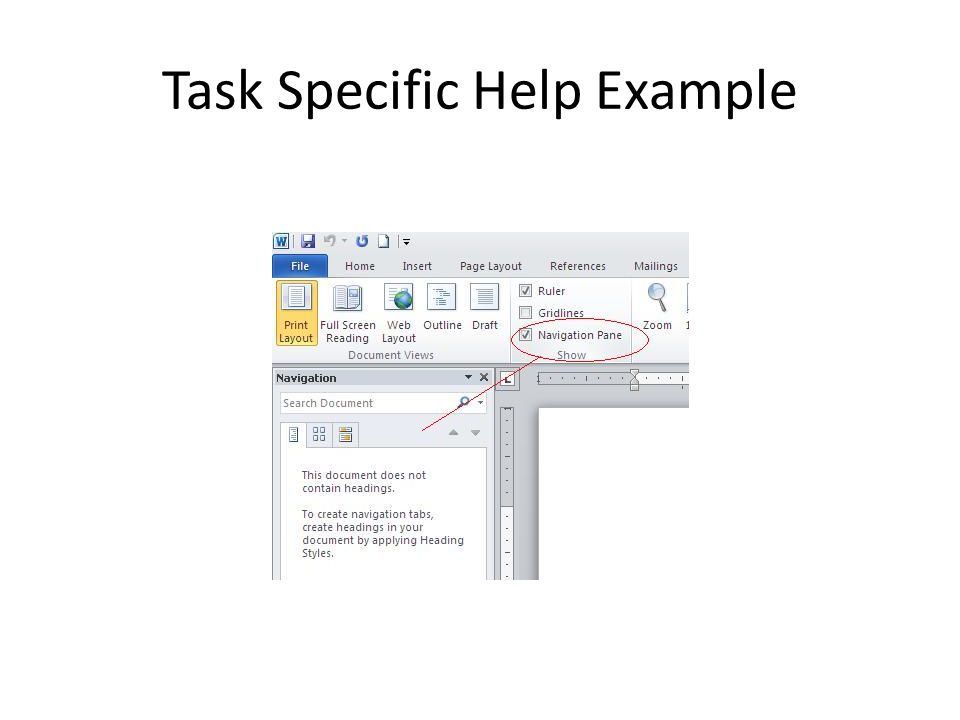 Task Specific Help Example
File Home Insert Page Layout References Mailings
Print Layout
Full Screen Reading
Web Layout
Outline
Draft
Document Views
Ruler
Gridlines
Navigation Pane
Show
Zoom
Navigation
Search Document
This document does not
contain headings.
To create navigation tabs,
create headings in your
document by applying Heading
Styles.